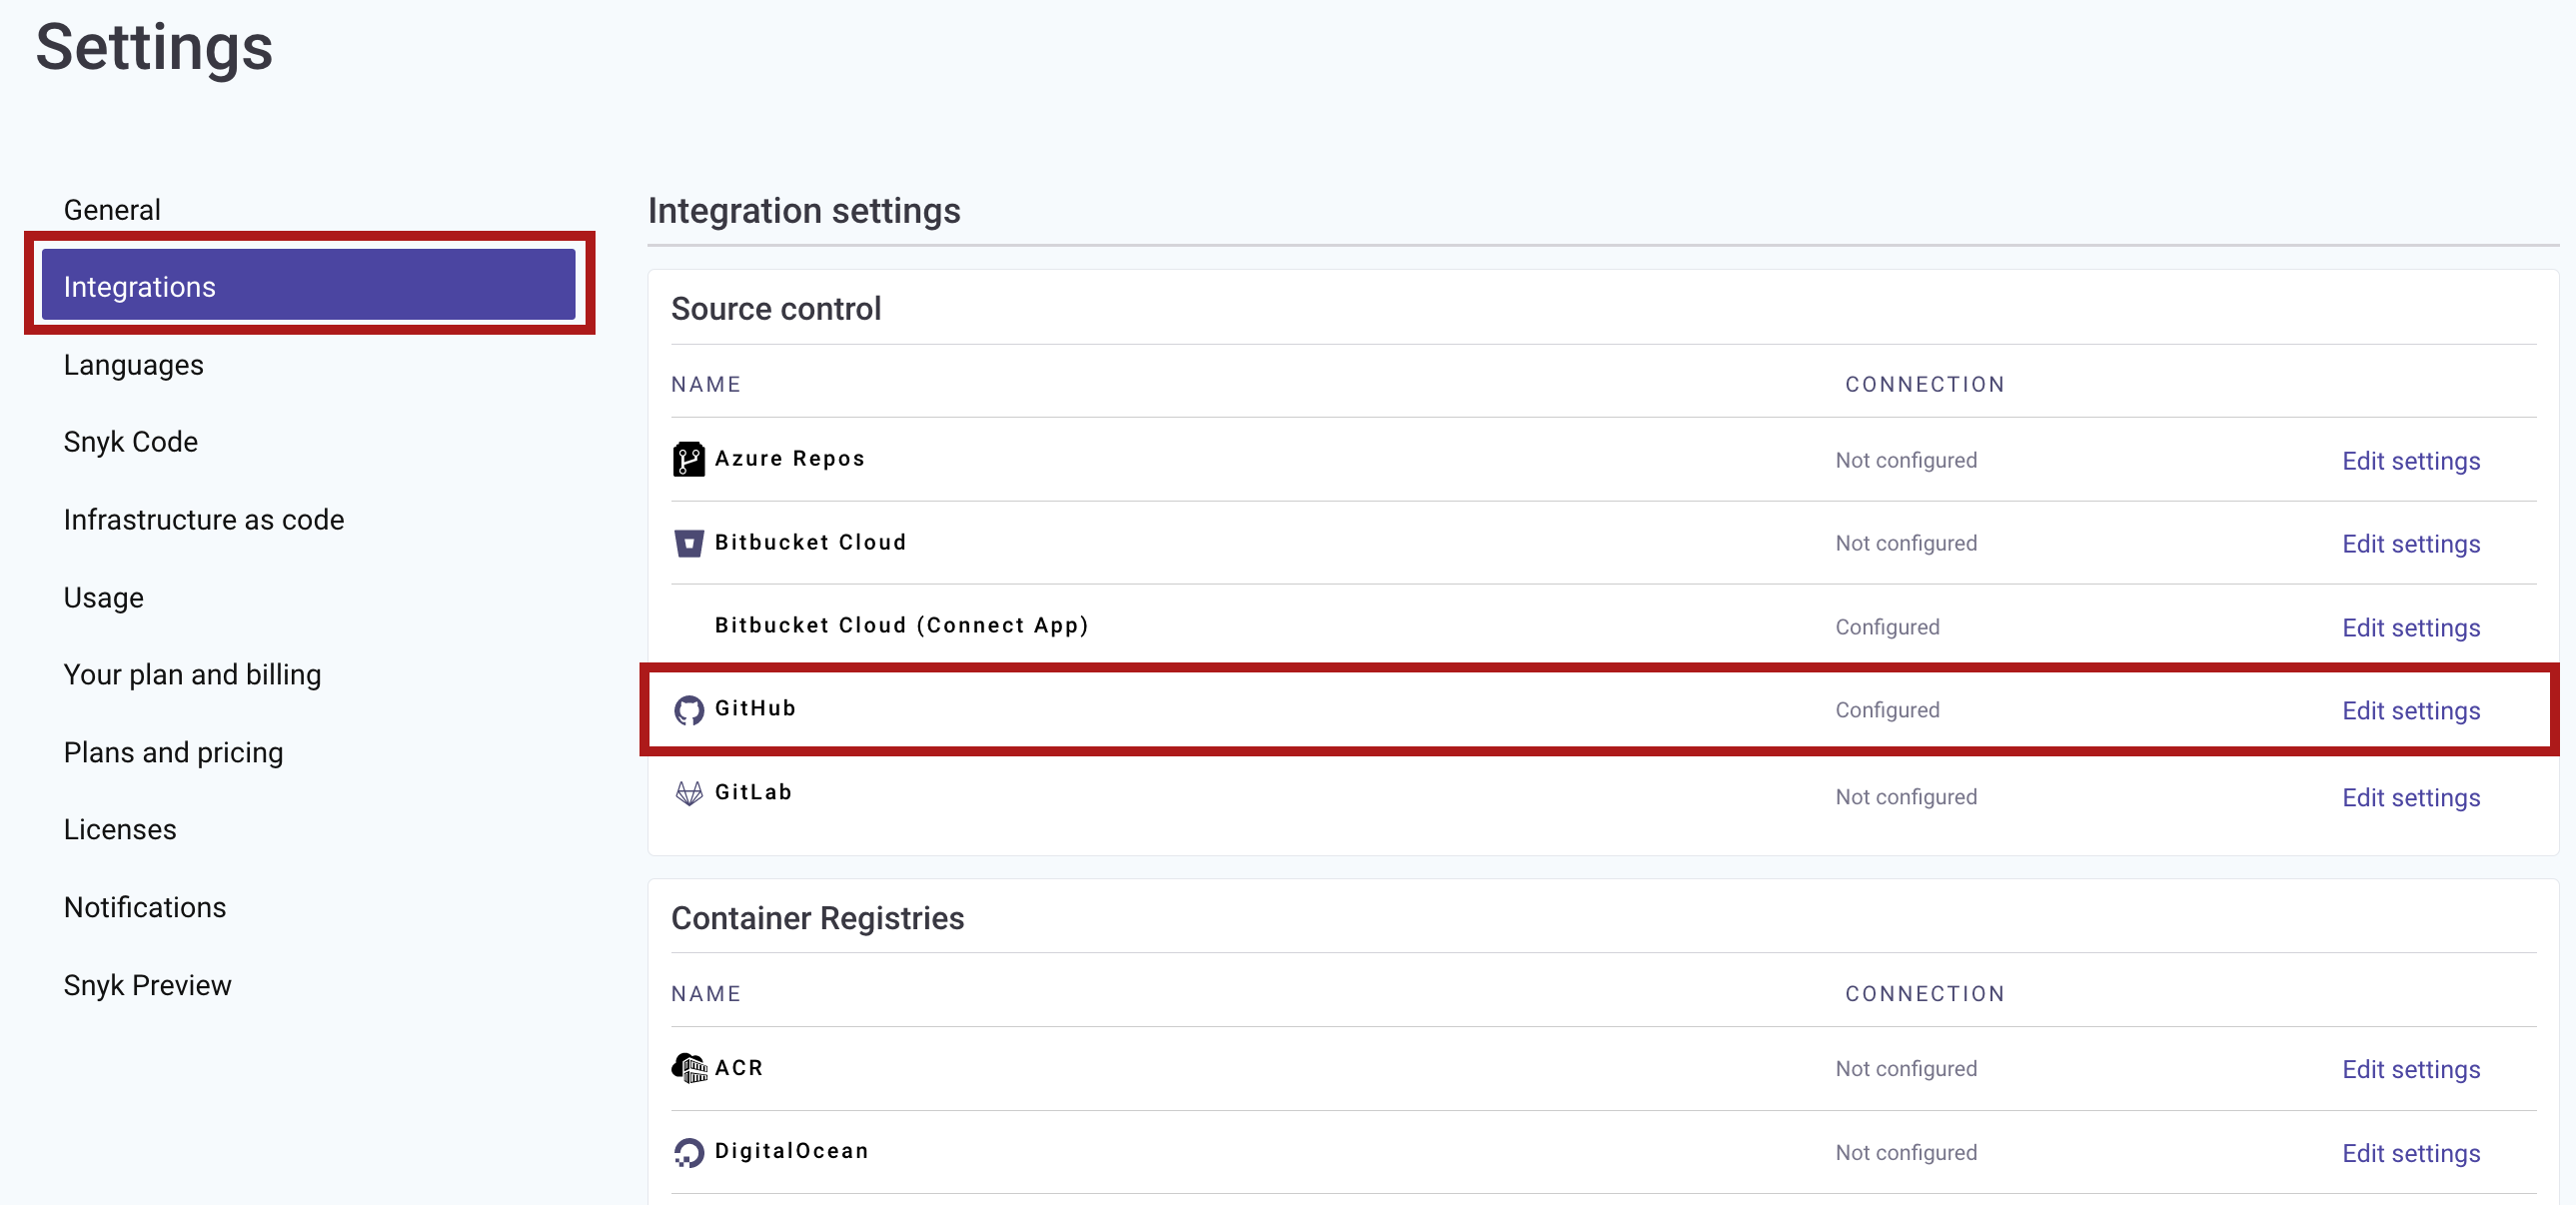 Settings
General
Integrations
Languages
Snyk Code
Infrastructure as code
Usage
Your plan and billing
Plans and pricing
Licenses
Notifications
Snyk Preview
Integration settings
Source control
NAME CONNECTION
Azure Repos Not configured Edit settings
Bitbucket Cloud Not configured Edit settings
Bitbucket Cloud (Connect App) Configured Edit settings
GitHub Configured Edit settings
GitLab Not configured Edit settings
Container Registries
NAME CONNECTION
ACR Not configured Edit settings
DigitalOcean Not configured Edit settings